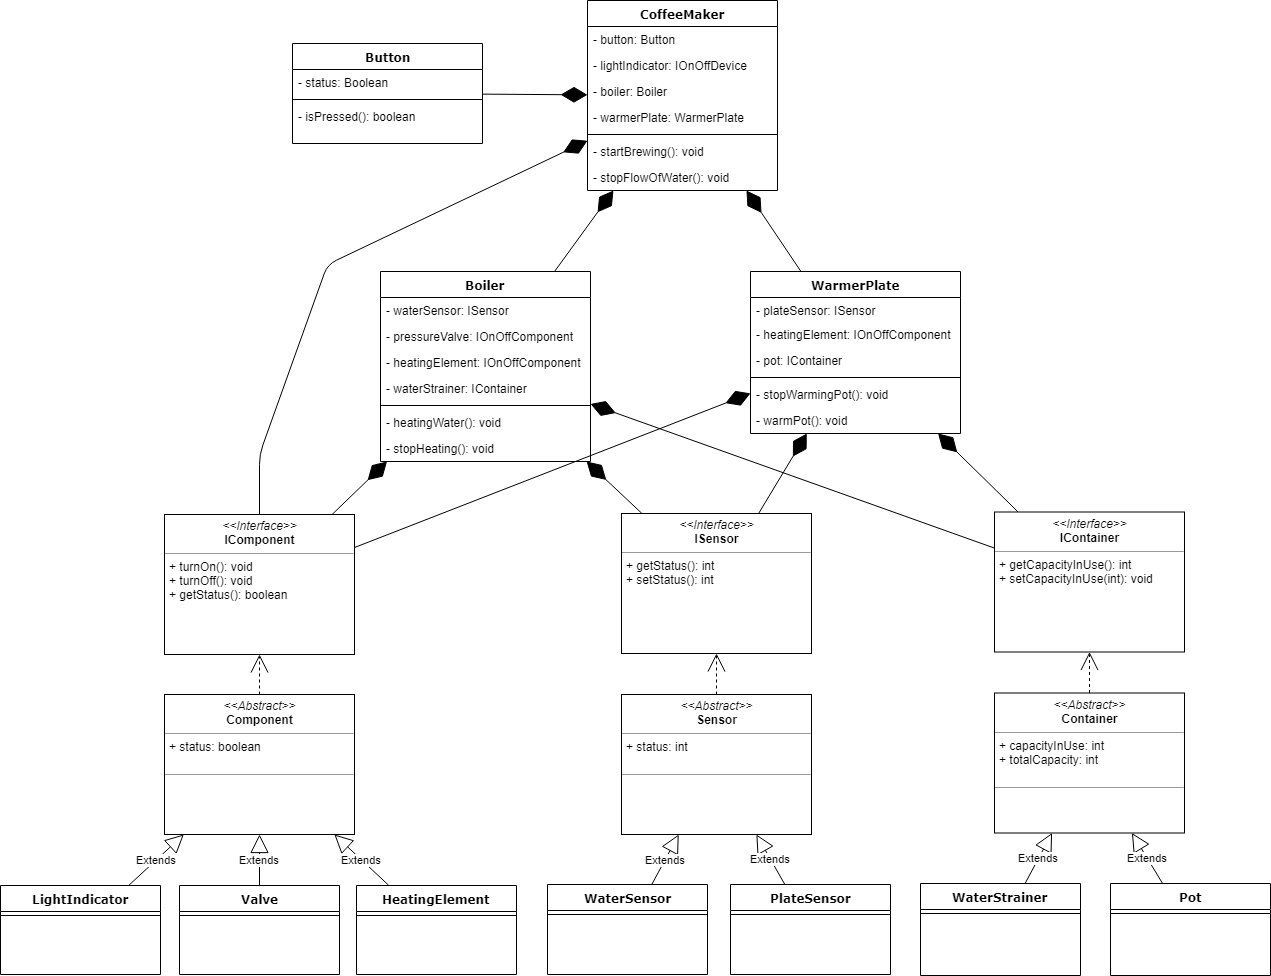 CoffeeMaker
- button: Button
- lightIndicator: IOnOffDevice
- boiler: Boiler
- warmerPlate: WarmerPlate
- startBrewing(): void
- stopFlowOfWater(): void
Button
- status: Boolean
- isPressed(): boolean
Boiler
- waterSensor: ISensor
- pressureValve: IOnOffComponent
- heatingElement: IOnOffComponent
- waterStrainer: IContainer
- heatingWater(): void
- stopHeating(): void
WarmerPlate
- plateSensor: ISensor
- heatingElement: IOnOffComponent
- pot: IContainer
- stopWarmingPot(): void
- warmPot(): void
<<Interface>>
IComponent
+ turnOn(): void
+ turnOff(): void
+ getStatus(): boolean
<<Interface>>
ISensor
+ getStatus(): int
+ setStatus(): int
<<Interface>>
IContainer
+ getCapacityInUse(): int
+ setCapacityInUse(int): void
<<Abstract>>
Component
+ status: boolean
<<Abstract>>
Sensor
+ status: int
<<Abstract>>
Container
+ capacityInUse: int
+ totalCapacity: int
Extends
Extends
Extends
Extends
Extends
Extends
Extends
LightIndicator
Valve
HeatingElement
WaterSensor
PlateSensor
WaterStrainer
Pot